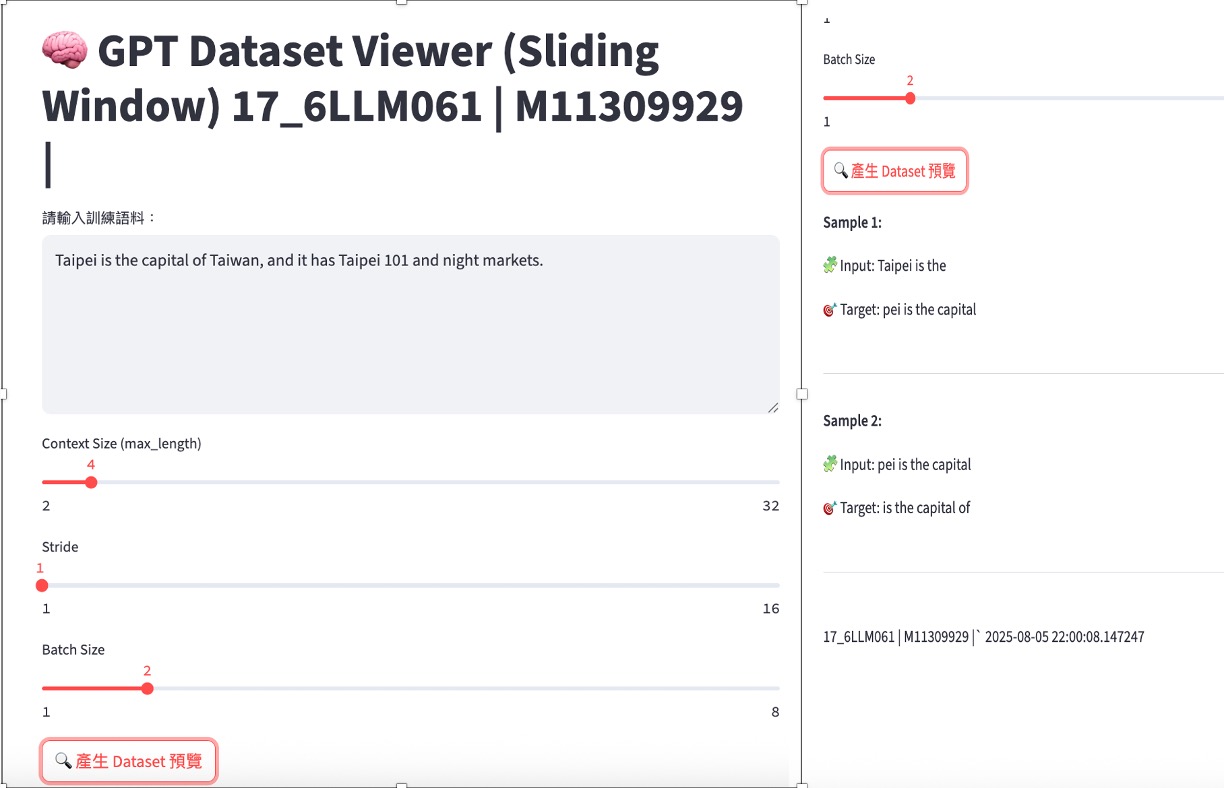 🧠 GPT Dataset Viewer (Sliding
Window) 17_6LLM061 | M11309929
|
請輸入訓練語料：
Taipei is the capital of Taiwan, and it has Taipei 101 and night markets.
Context Size (max_length)
4
2 32
Stride
1
1 16
Batch Size
2
1 8
🔍 產生 Dataset 預覽
1
Batch Size
2
1
🔍 產生 Dataset 預覽
Sample 1:
🧩 Input: Taipei is the
🎯 Target: pei is the capital
Sample 2:
🧩 Input: pei is the capital
🎯 Target: is the capital of
17_6LLM061 | M11309929 |` 2025-08-05 22:00:08.147247